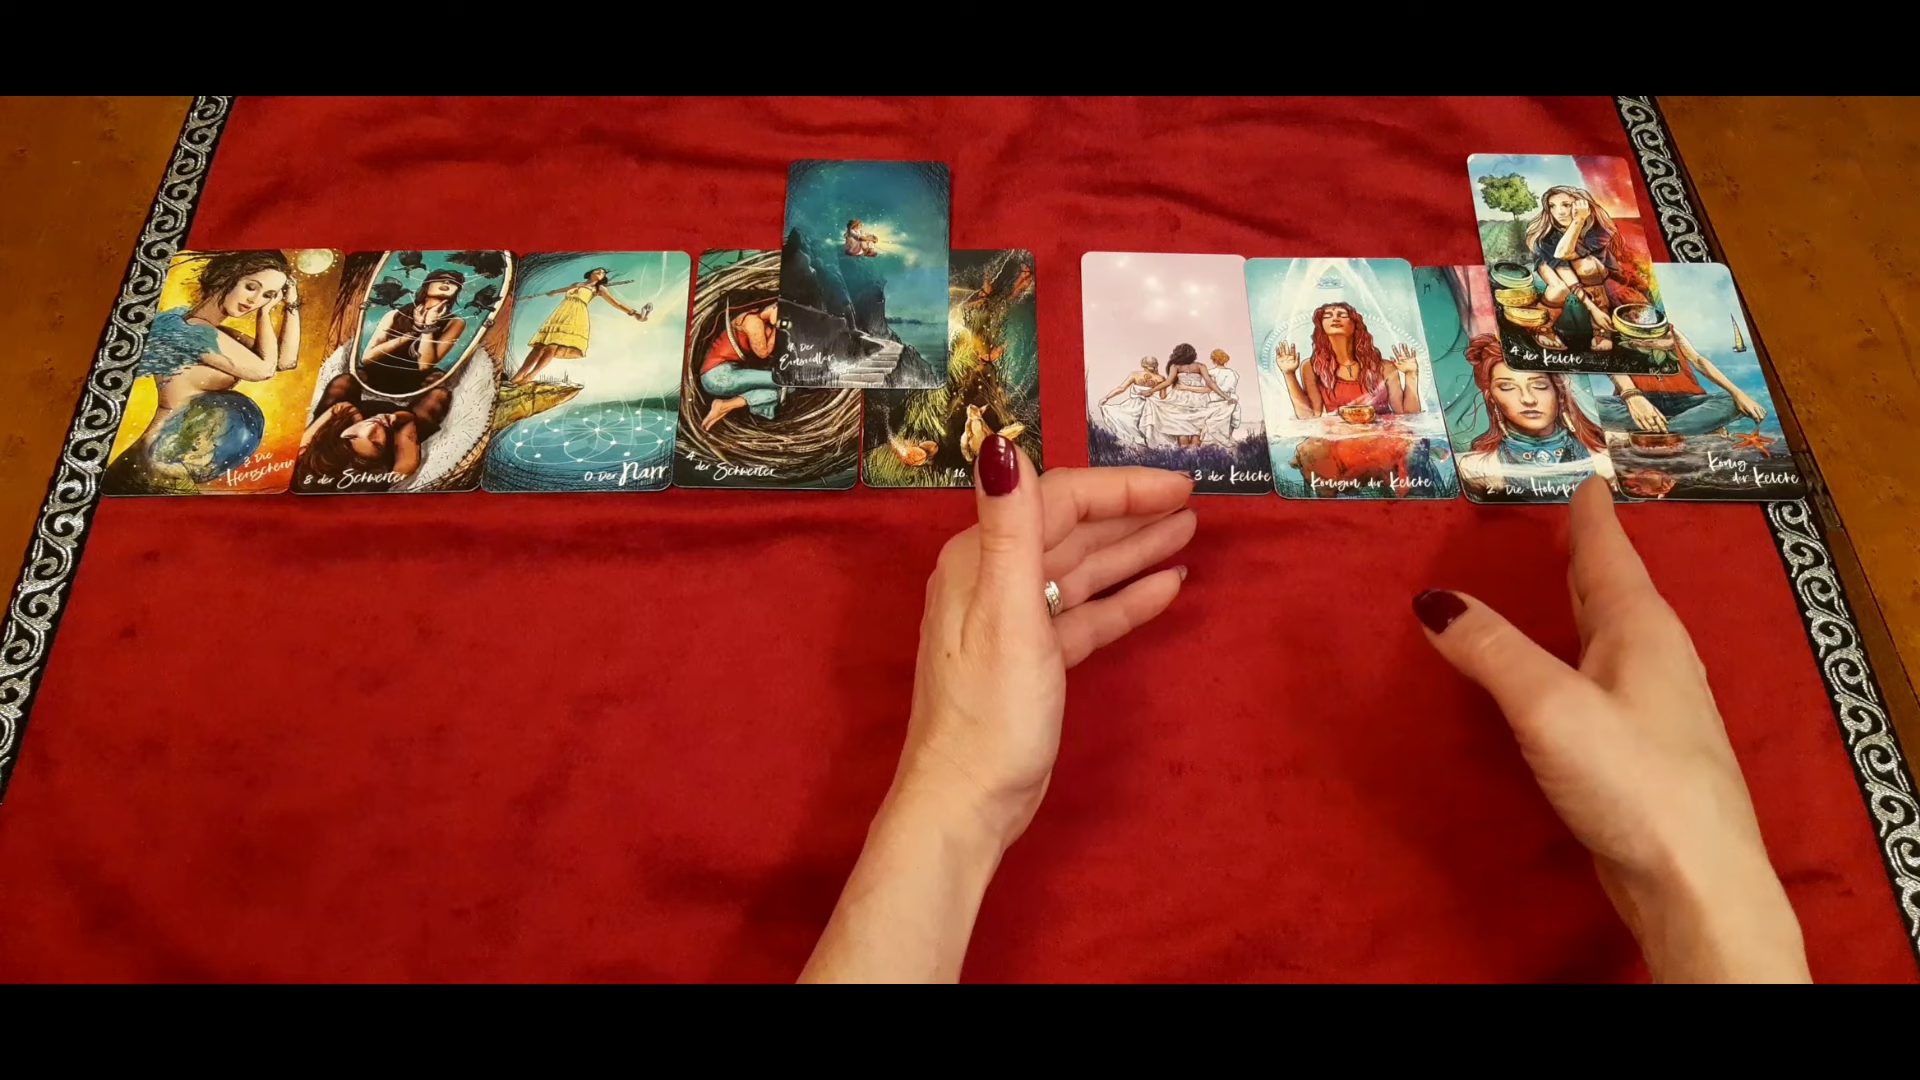 3. Die
Herrscherin
8 der Schwerter
0. Der Narr
4
der Schwerter
9. Der
Eremit
16
3 der Kelche
Königin der Kelche
2. Die
4. der Kelche
König
der Kelche